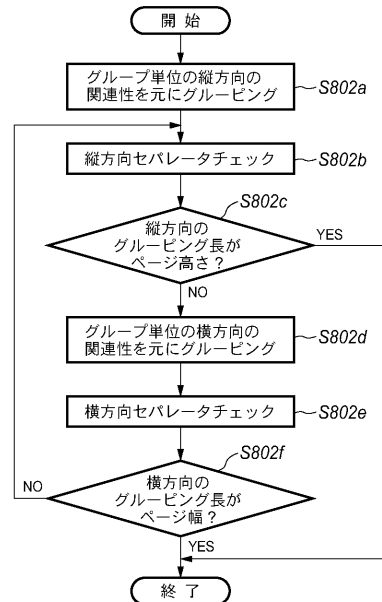 開 始
グループ単位の縦方向の
関連性を元にグルーピング
S802a
縦方向セパレータチェック
S802b
S802c
縦方向の
グルーピング長が
ページ高さ？
YES
NO
グループ単位の横方向の
関連性を元にグルーピング
S802d
横方向セパレータチェック
S802e
S802f
横方向の
グルーピング長が
ページ幅？
NO
YES
終 了